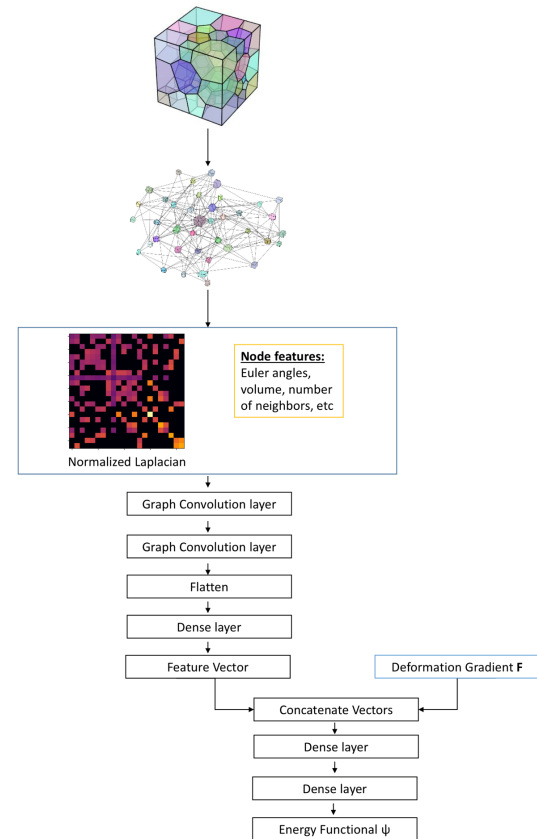 Node features:
Euler angles,
volume, number
of neighbors, etc
Normalized Laplacian
Graph Convolution layer
Graph Convolution layer
Flatten
Dense layer
Feature Vector
Deformation Gradient F
Concatenate Vectors
Dense layer
Dense layer
Energy Functional ψ